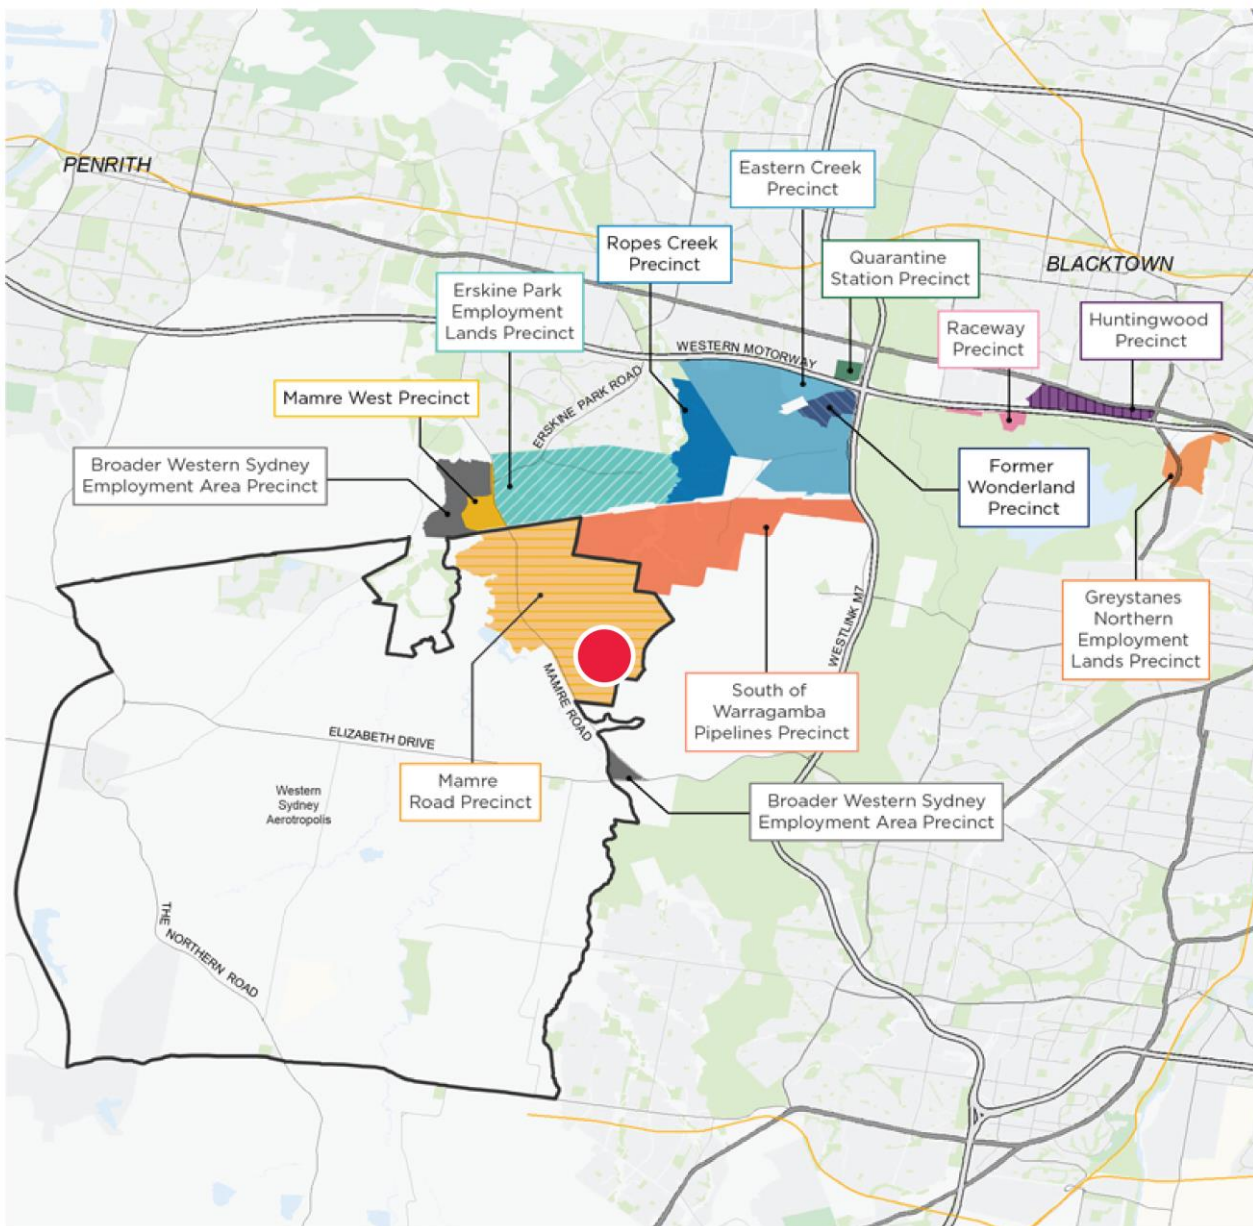 PENRITH
Eastern Creek
Precinct
Ropes Creek
Precinct
Quarantine
Station Precinct
BLACKTOWN
Erskine Park
Employment
Lands Precinct
Raceway
Precinct
Huntingwood
Precinct
WESTERN MOTORWAY
ERSKINE PARK ROAD
Mamre West Precinct
Broader Western Sydney
Employment Area Precinct
Former
Wonderland
Precinct
Greystanes
Northern
Employment
Lands Precinct
WESTLINK M7
MAMRE ROAD
South of
Warragamba
Pipelines Precinct
ELIZABETH DRIVE
Mamre
Road Precinct
Western
Sydney
Aerotropolis
Broader Western Sydney
Employment Area Precinct
THE NORTHERN ROAD